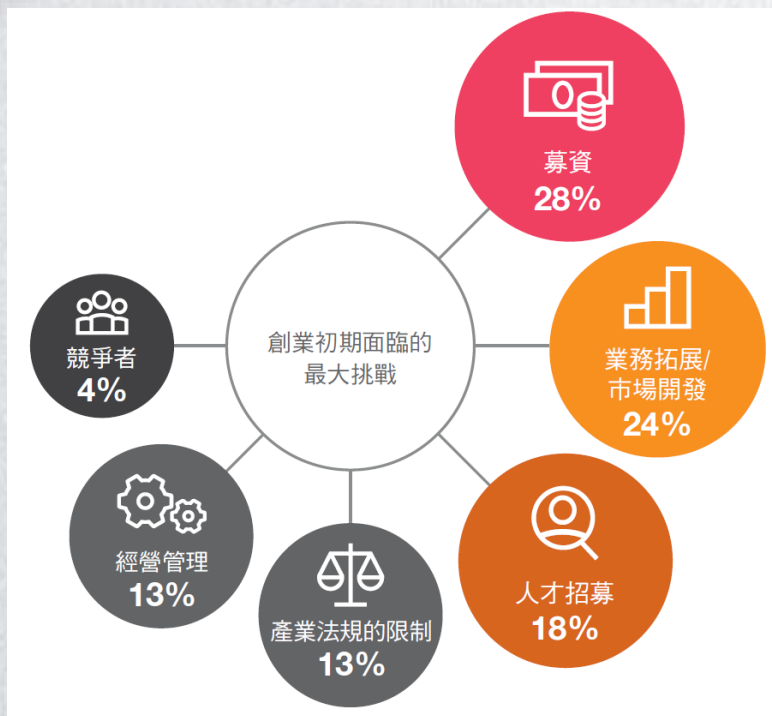 創業初期面臨的
最大挑戰
募資
28%
業務拓展/
市場開發
24%
人才招募
18%
產業法規的限制
13%
經營管理
13%
競爭者
4%